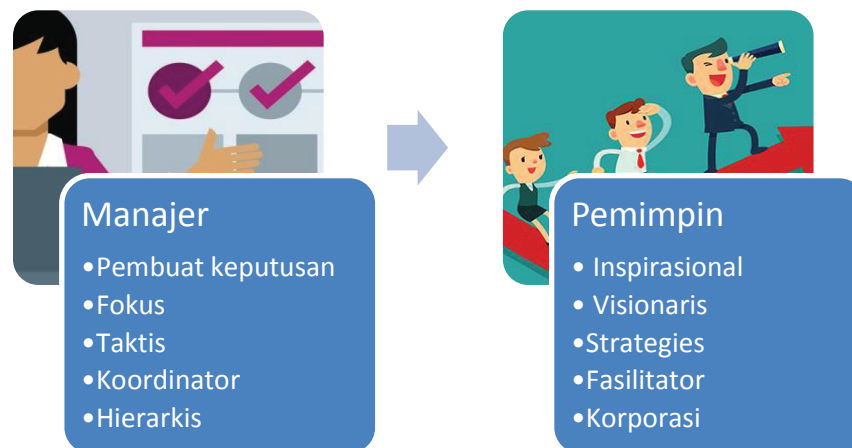 Manajer
•Pembuat keputusan
•Fokus
•Taktis
•Koordinator
•Hierarkis
Pemimpin
• Inspirasional
• Visionaris
•Strategies
•Fasilitator
•Korporasi